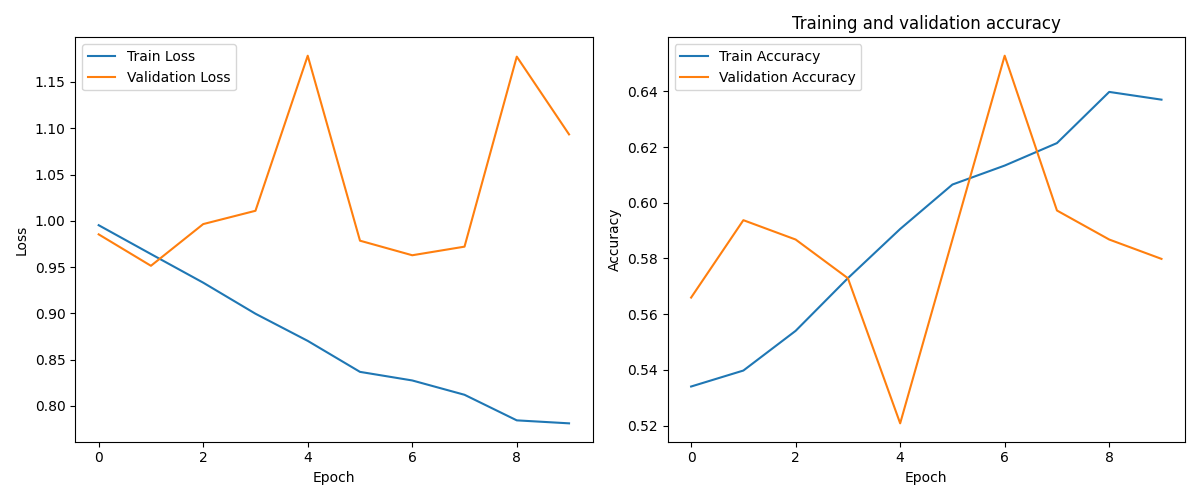 Training and validation accuracy
Train Loss
Validation Loss
1.15
1.10
1.05
1.00
0.95
0.90
0.85
0.80
Loss
0 2 4 6 8
Epoch
Train Accuracy
Validation Accuracy
0.64
0.62
0.60
0.58
0.56
0.54
0.52
Accuracy
0 2 4 6 8
Epoch